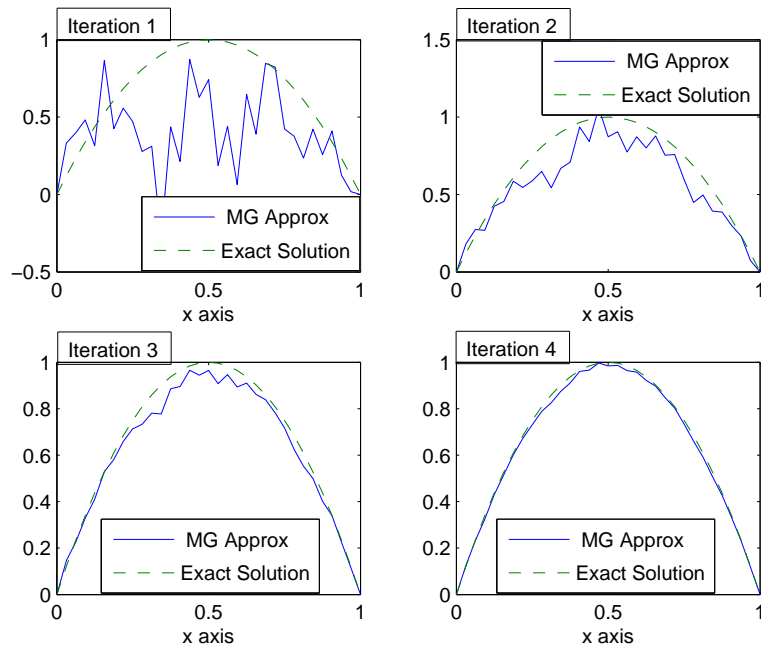 Iteration 1
1
0.5
0
−0.5
MG Approx
Exact Solution
0
0.5
1
x axis
Iteration 2
1.5
1
0.5
0
MG Approx
Exact Solution
0
0.5
1
x axis
Iteration 3
1
0.8
0.6
0.4
0.2
0
MG Approx
Exact Solution
0
0.5
1
x axis
Iteration 4
1
0.8
0.6
0.4
0.2
0
MG Approx
Exact Solution
0
0.5
1
x axis